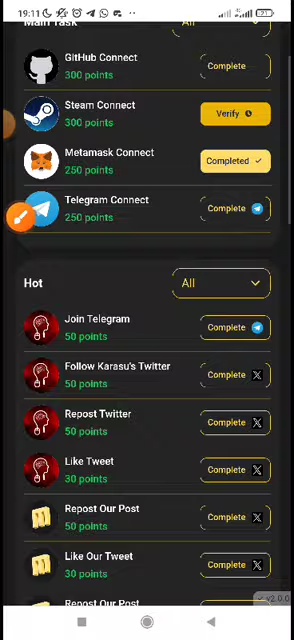 19:11
Main Task
All
GitHub Connect
300 points
Complete
Steam Connect
300 points
Verify
Metamask Connect
250 points
Completed
Telegram Connect
250 points
Complete
Hot
All
Join Telegram
50 points
Complete
Follow Karasu's Twitter
50 points
Complete
Repost Twitter
50 points
Complete
Like Tweet
30 points
Complete
Repost Our Post
50 points
Complete
Like Our Tweet
30 points
Complete
v2.0.0
Repost Our Post